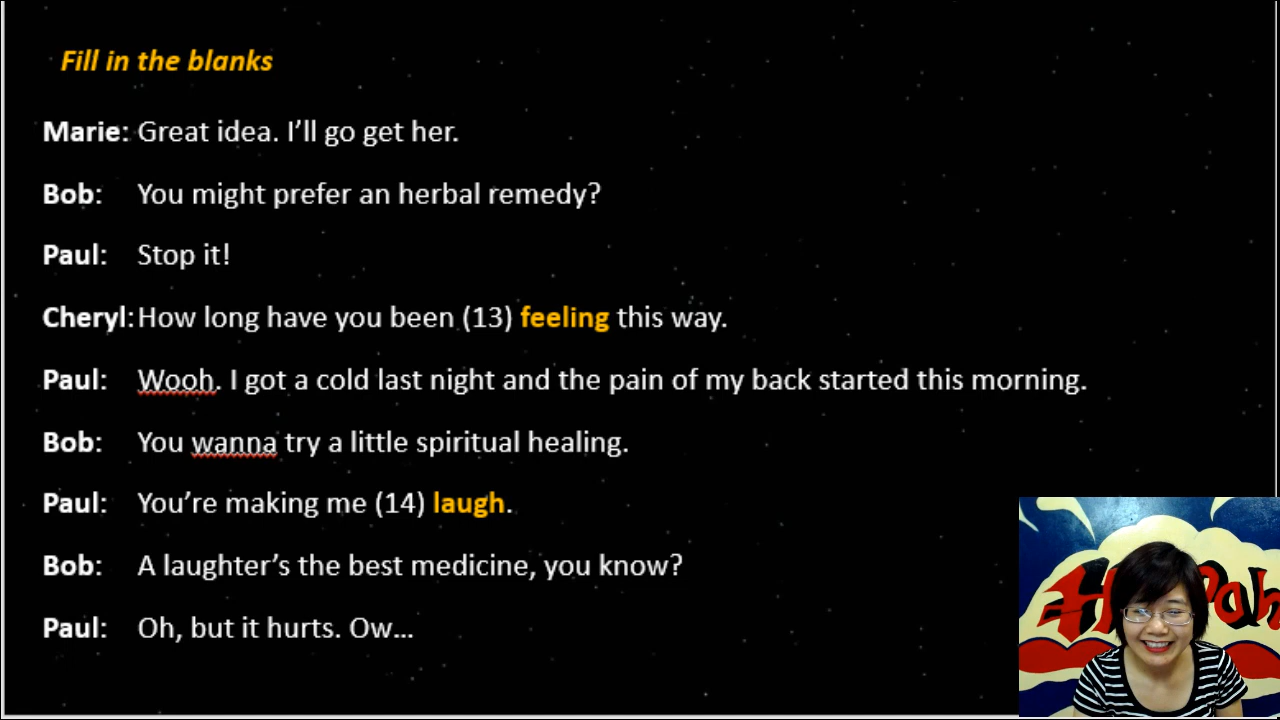 Fill in the blanks
Marie: Great idea. I’ll go get her.
Bob: You might prefer an herbal remedy?
Paul: Stop it!
Cheryl: How long have you been (13) feeling this way.
Paul: Wooh. I got a cold last night and the pain of my back started this morning.
Bob: You wanna try a little spiritual healing.
Paul: You’re making me (14) laugh.
Bob: A laughter’s the best medicine, you know?
Paul: Oh, but it hurts. Ow…